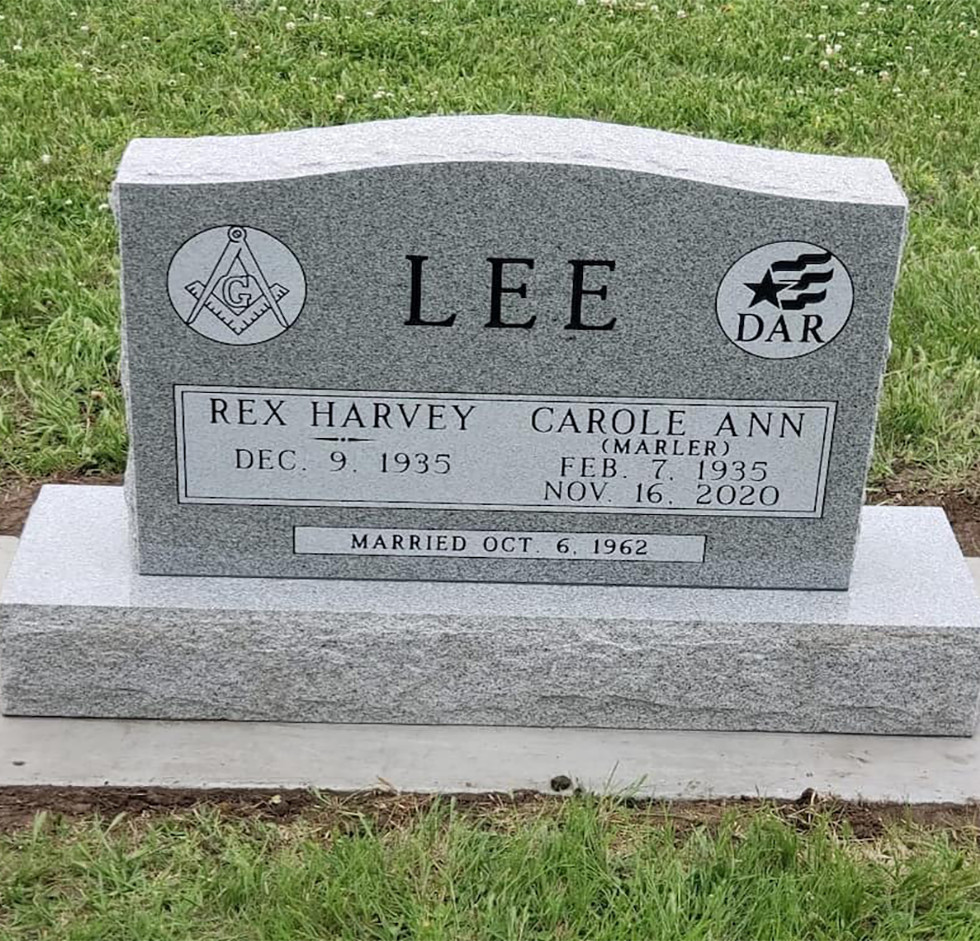 G
LEE
DAR
REX HARVEY
DEC. 9. 1935
CAROLE ANN
(MARLER)
FEB. 7. 1935
NOV. 16. 2020
MARRIED OCT. 6, 1962